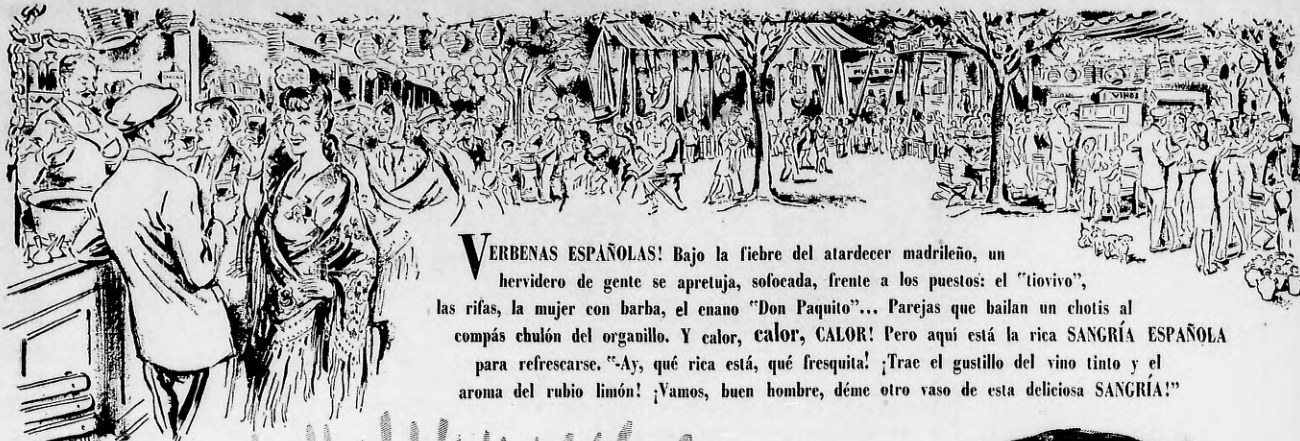 VINOS
VERBENAS ESPAÑOLAS! Bajo la fiebre del atardecer madrileño, un
hervidero de gente se apretuja, sofocada, frente a los puestos: el "tiovivo",
las rifas, la mujer con barba, el enano "Don Paquito"... Parejas que bailan un chotis al
compás chulón del organillo. Y calor, calor, CALOR! Pero aquí está la rica SANGRÍA ESPAÑOLA
para refrescarse. "-Ay, qué rica está, qué fresquita! ¡Trae el gustillo del vino tinto y el
aroma del rubio limón! ¡Vamos, buen hombre, déme otro vaso de esta deliciosa SANGRÍA!"